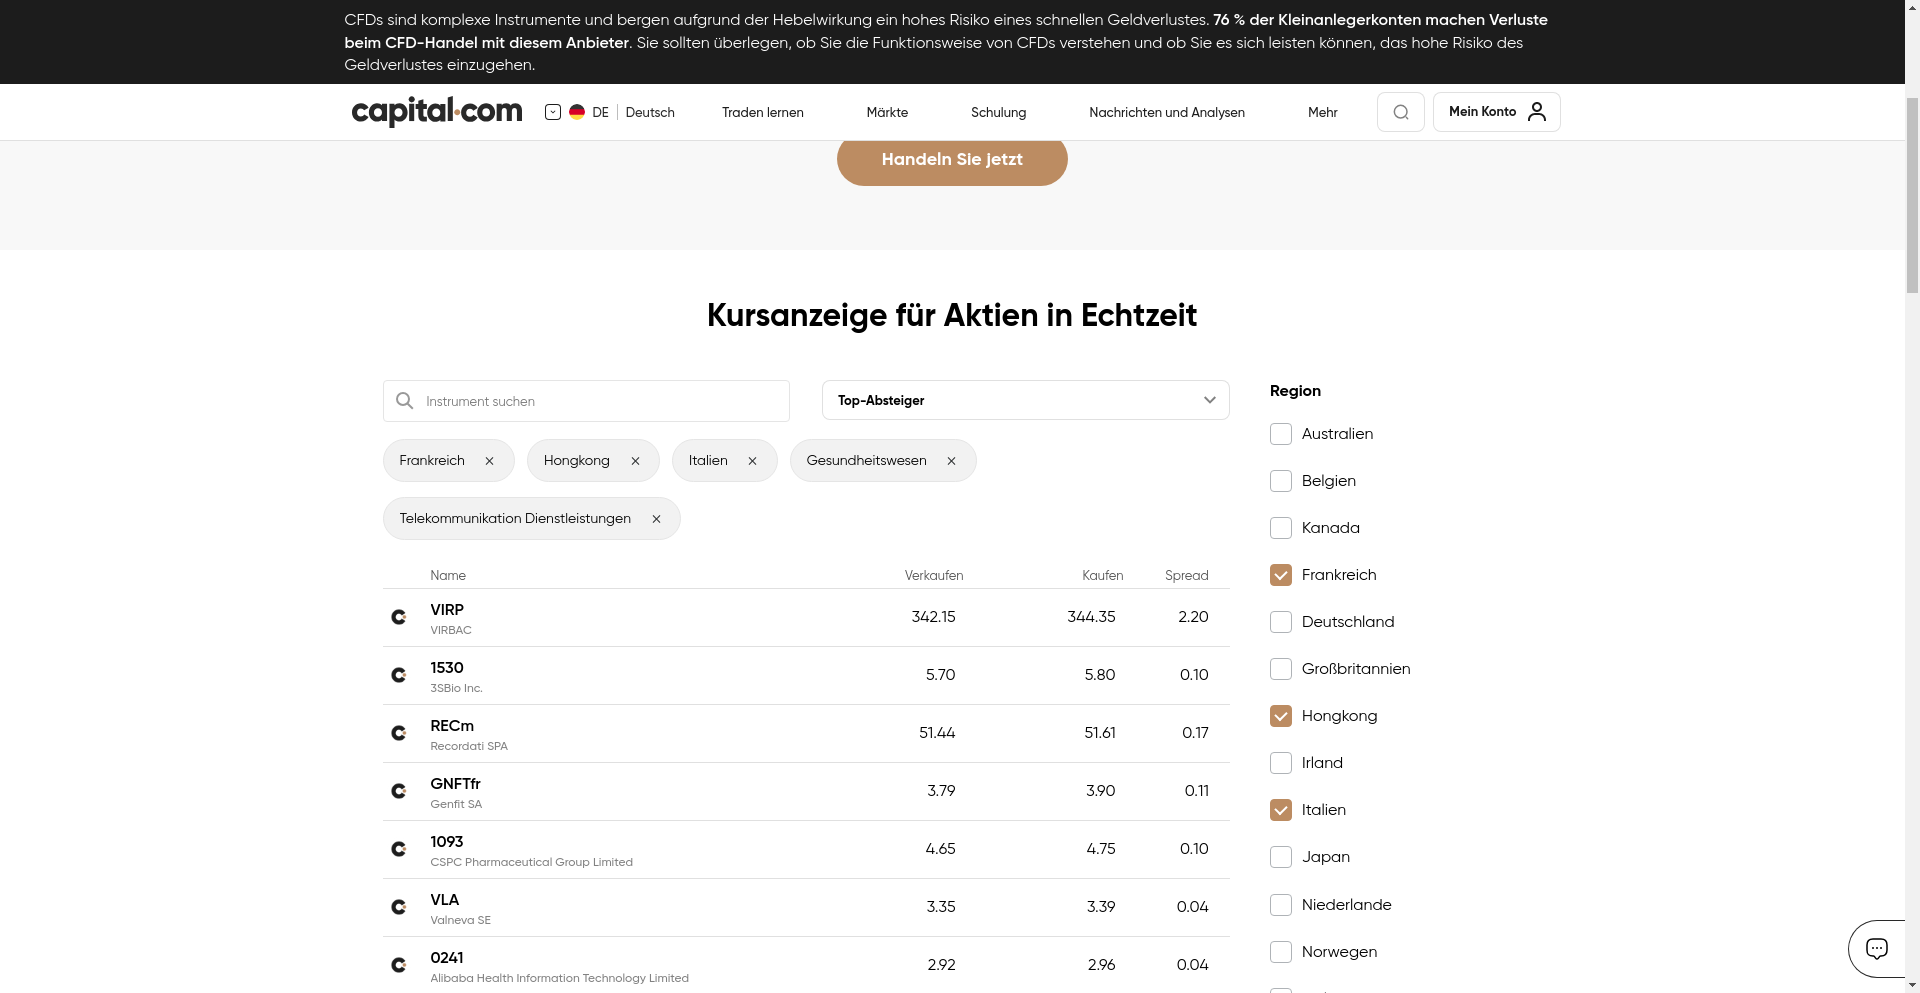 CFDs sind komplexe Instrumente und bergen aufgrund der Hebelwirkung ein hohes Risiko eines schnellen Geldverlustes. 76 % der Kleinanlegerkonten machen Verluste
beim CFD-Handel mit diesem Anbieter. Sie sollten überlegen, ob Sie die Funktionsweise von CFDs verstehen und ob Sie es sich leisten können, das hohe Risiko des
Geldverlustes einzugehen.
capital.com
DE Deutsch
Traden lernen
Märkte
Schulung
Nachrichten und Analysen
Mehr
Mein Konto
Handeln Sie jetzt
Kursanzeige für Aktien in Echtzeit
Instrument suchen
Top-Absteiger
Frankreich
Hongkong
Italien
Gesundheitswesen
Telekommunikation Dienstleistungen
Name Verkaufen Kaufen Spread
VIRP
VIRBAC
342.15 344.35 2.20
1530
3SBio Inc.
5.70 5.80 0.10
RECm
Recordati SPA
51.44 51.61 0.17
GNFTfr
Genfit SA
3.79 3.90 0.11
1093
CSPC Pharmaceutical Group Limited
4.65 4.75 0.10
VLA
Valneva SE
3.35 3.39 0.04
0241
Alibaba Health Information Technology Limited
2.92 2.96 0.04
Region
Australien
Belgien
Kanada
Frankreich
Deutschland
Großbritannien
Hongkong
Irland
Italien
Japan
Niederlande
Norwegen